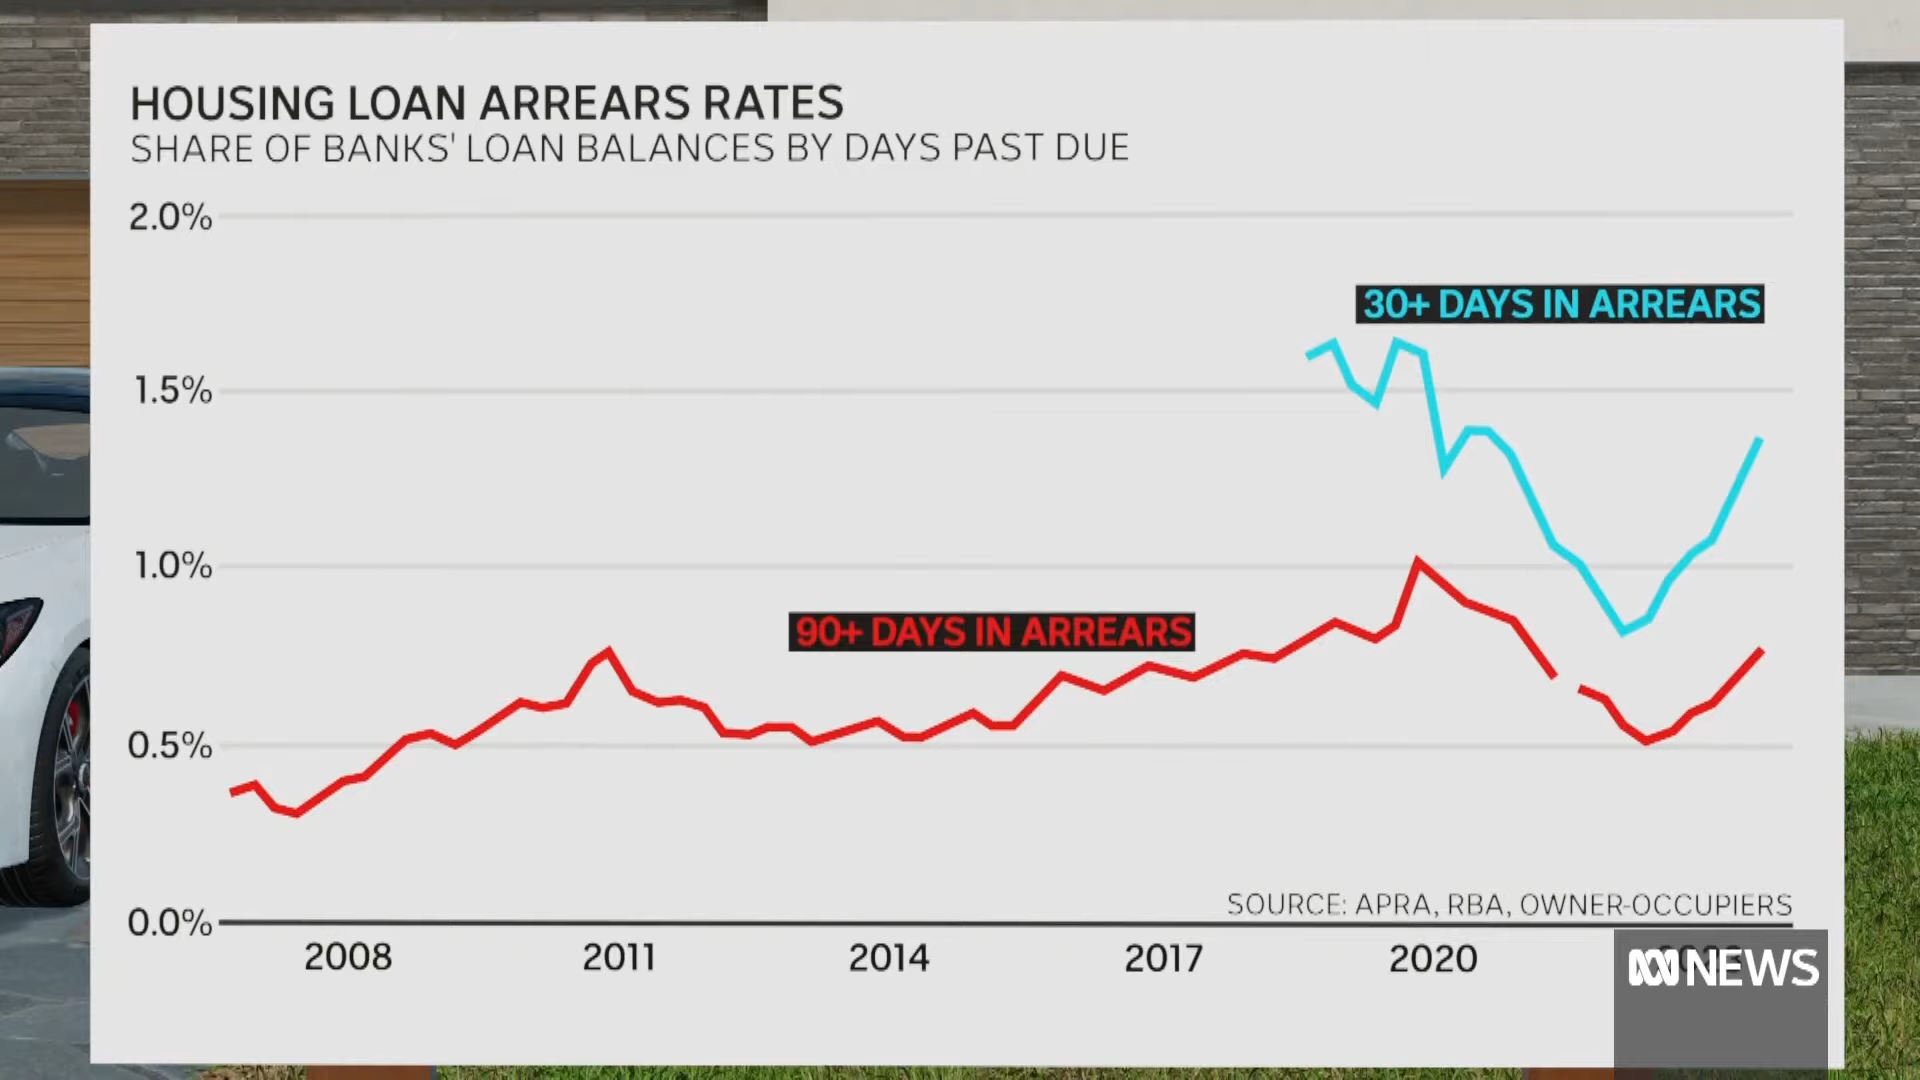 HOUSING LOAN ARREARS RATES
SHARE OF BANKS' LOAN BALANCES BY DAYS PAST DUE
2.0%
30+ DAYS IN ARREARS
1.5%
1.0%
90+ DAYS IN ARREARS
0.5%
SOURCE: APRA, RBA, OWNER-OCCUPIERS
0.0%
2008 2011 2014 2017 2020
NEWS